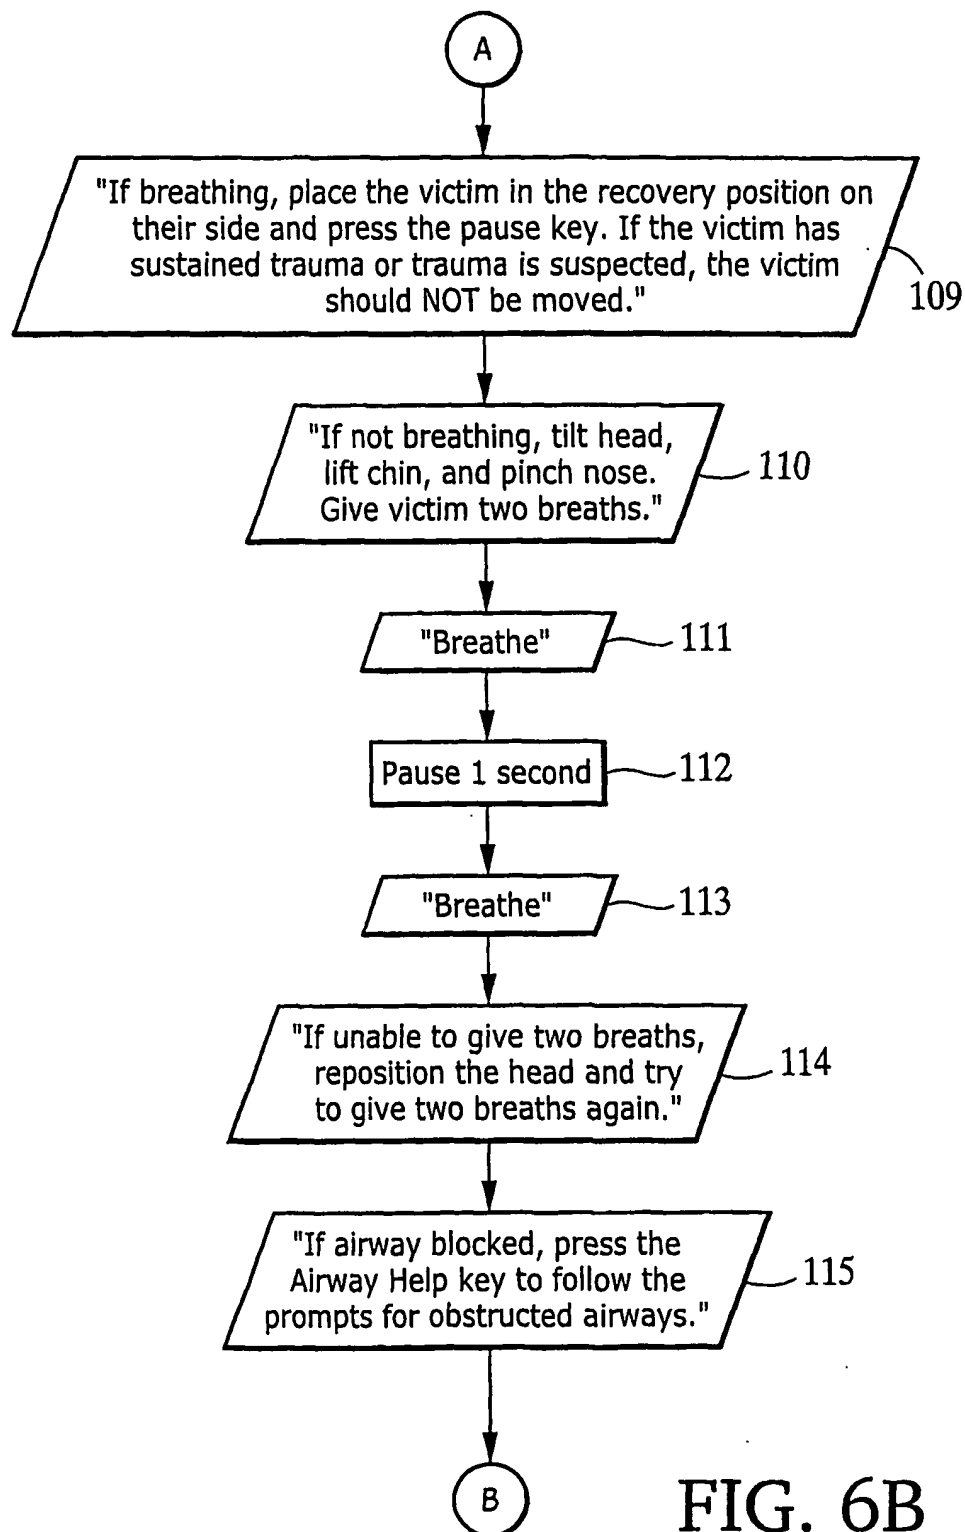 A
"If breathing, place the victim in the recovery position on
their side and press the pause key. If the victim has
sustained trauma or trauma is suspected, the victim
should NOT be moved."
109
"If not breathing, tilt head,
lift chin, and pinch nose.
Give victim two breaths."
110
"Breathe"
111
Pause 1 second
112
"Breathe"
113
"If unable to give two breaths,
reposition the head and try
to give two breaths again."
114
"If airway blocked, press the
Airway Help key to follow the
prompts for obstructed airways."
115
B
FIG. 6B